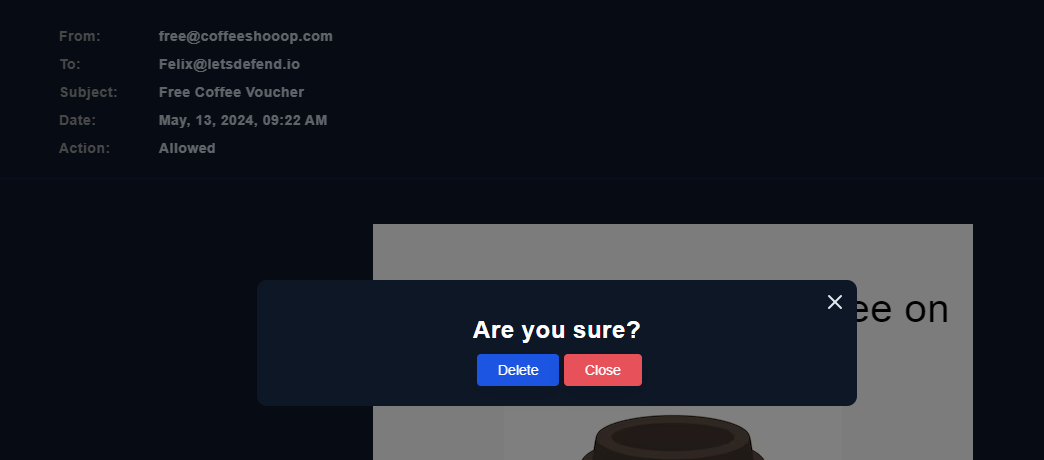 From: free@coffeeshooop.com
To: Felix@letsdefend.io
Subject: Free Coffee Voucher
Date: May, 13, 2024, 09:22 AM
Action: Allowed
ee on
Are you sure?
Delete Close